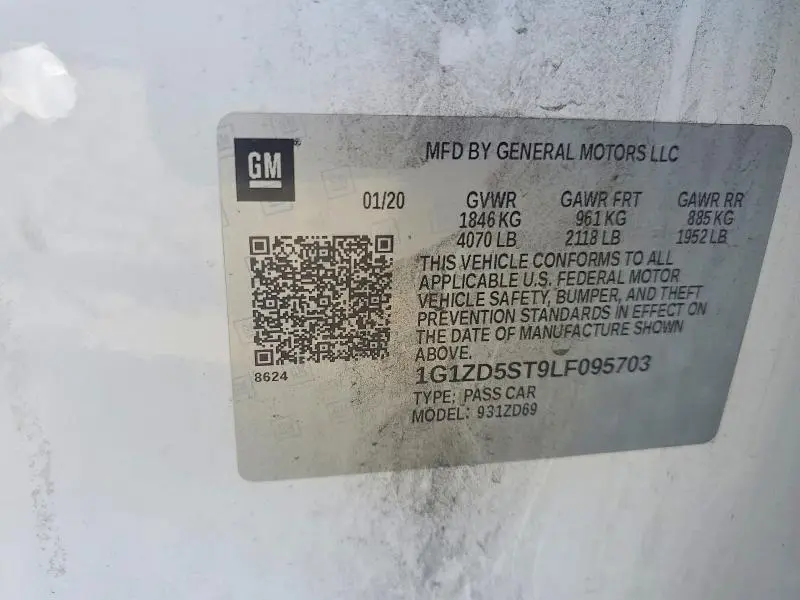 GM
MFD BY GENERAL MOTORS LLC
01/20 GVWR GAWR FRT GAWR RR
1846 KG 961 KG 885 KG
4070 LB 2118 LB 1952 LB
THIS VEHICLE CONFORMS TO ALL
APPLICABLE U.S. FEDERAL MOTOR
VEHICLE SAFETY, BUMPER, AND THEFT
PREVENTION STANDARDS IN EFFECT ON
THE DATE OF MANUFACTURE SHOWN
ABOVE.
8624
1G1ZD5ST9LF095703
TYPE: PASS CAR
MODEL: 931ZD69